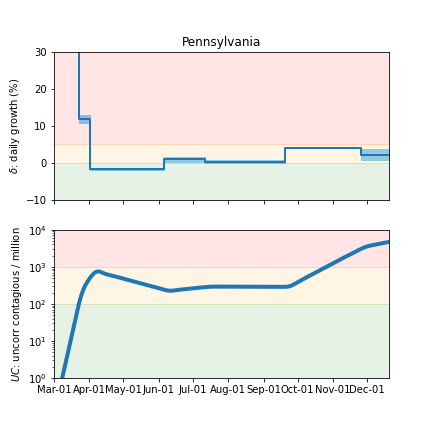 Pennsylvania
30
20
10
0
−10
δ: daily growth (%)
10⁴
10³
10²
10¹
10⁰
UC: uncorr contagious / million
Mar-01 Apr-01 May-01 Jun-01 Jul-01 Aug-01 Sep-01 Oct-01 Nov-01 Dec-01